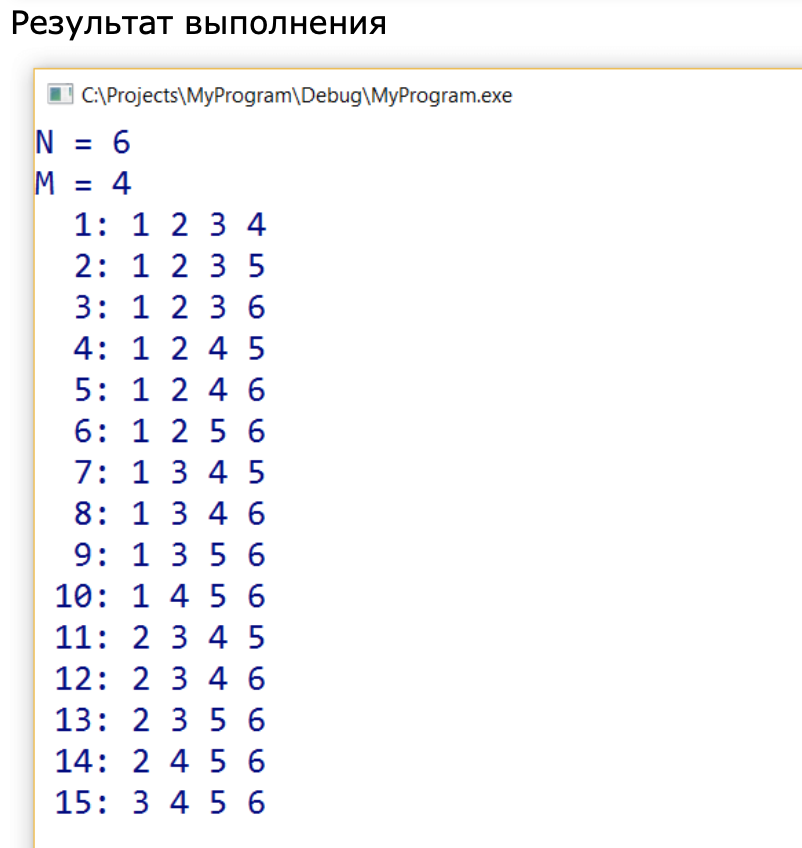 Результат выполнения
C:\Projects\MyProgram\Debug\MyProgram.exe
N = 6
M = 4
1: 1 2 3 4
2: 1 2 3 5
3: 1 2 3 6
4: 1 2 4 5
5: 1 2 4 6
6: 1 2 5 6
7: 1 3 4 5
8: 1 3 4 6
9: 1 3 5 6
10: 1 4 5 6
11: 2 3 4 5
12: 2 3 4 6
13: 2 3 5 6
14: 2 4 5 6
15: 3 4 5 6